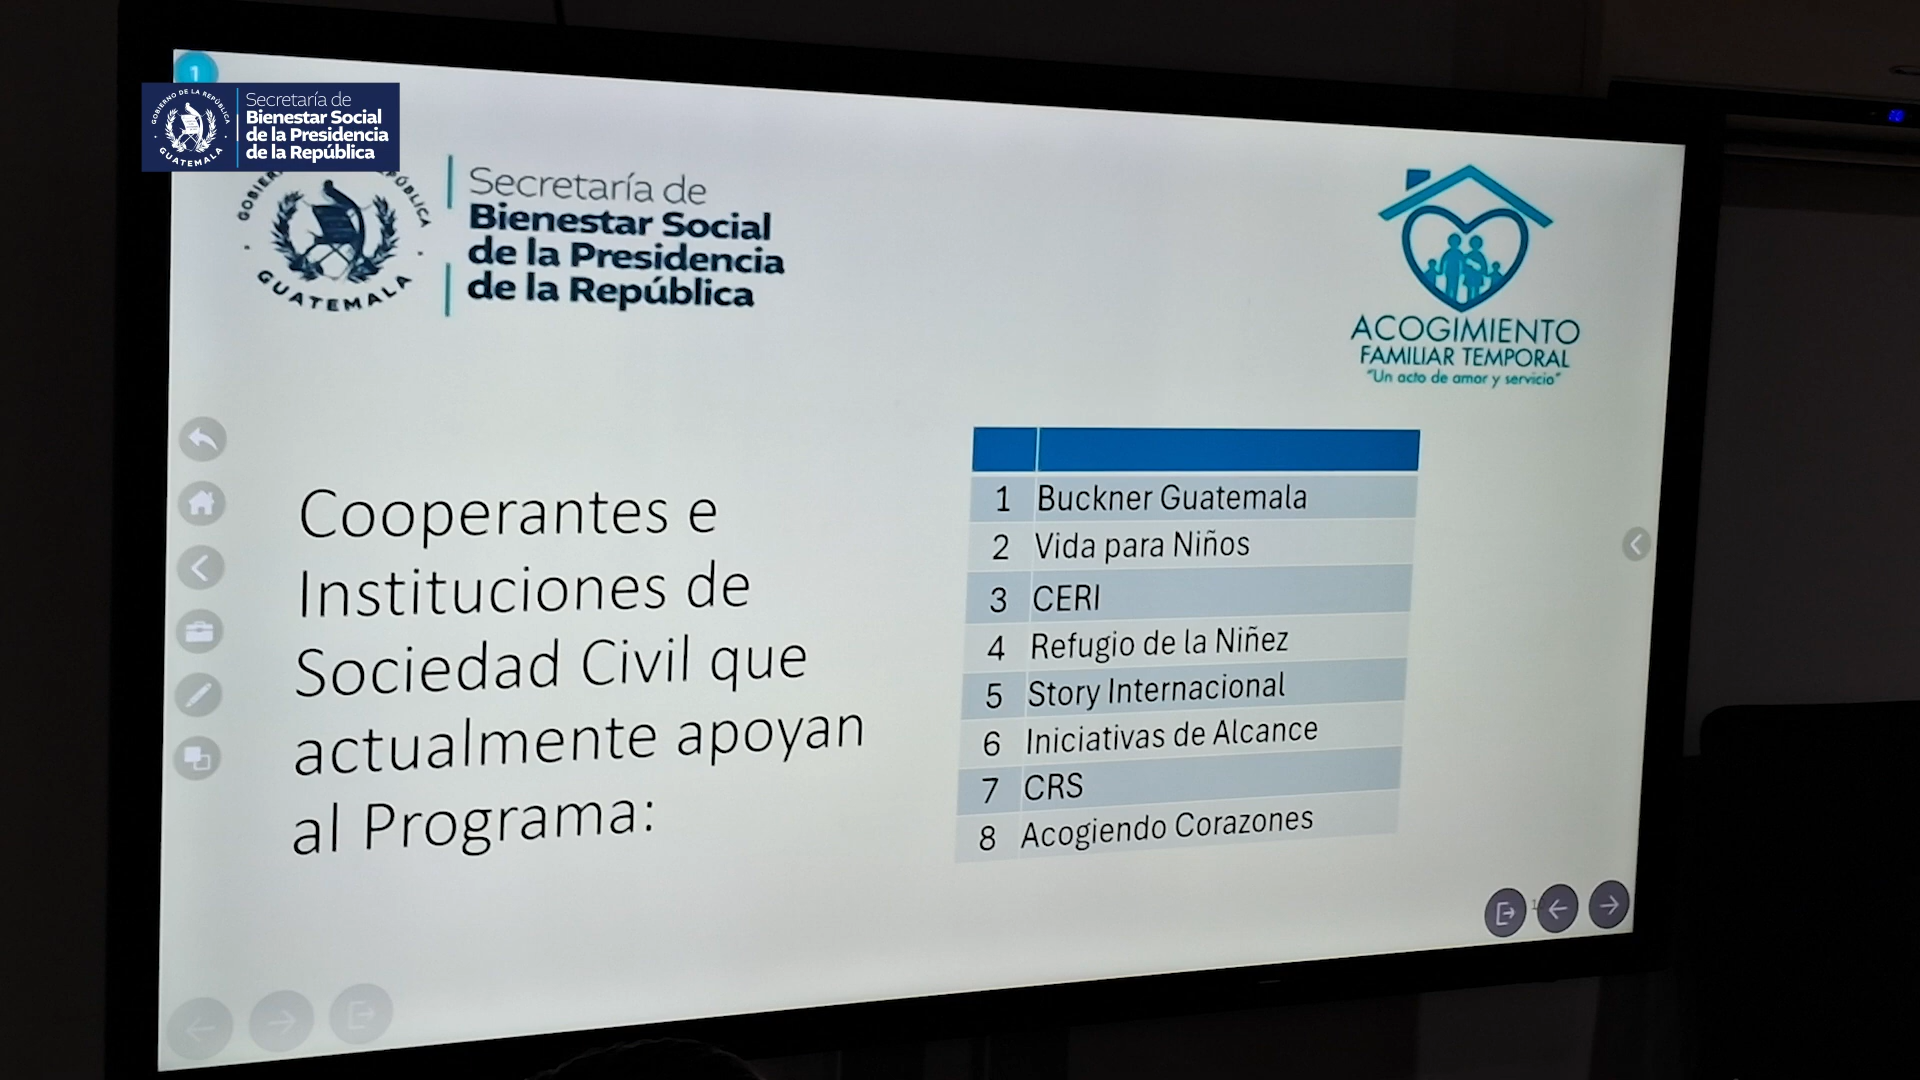 1
GOBIERNO DE LA REPÚBLICA
GUATEMALA
Secretaría de
Bienestar Social
de la Presidencia
de la República
GUATEMALA
Secretaría de
Bienestar Social
de la Presidencia
de la República
ACOGIMIENTO
FAMILIAR TEMPORAL
"Un acto de amor y servicio"
Cooperantes e
Instituciones de
Sociedad Civil que
actualmente apoyan
al Programa:
1 Buckner Guatemala
2 Vida para Niños
3 CERI
4 Refugio de la Niñez
5 Story Internacional
6 Iniciativas de Alcance
7 CRS
8 Acogiendo Corazones